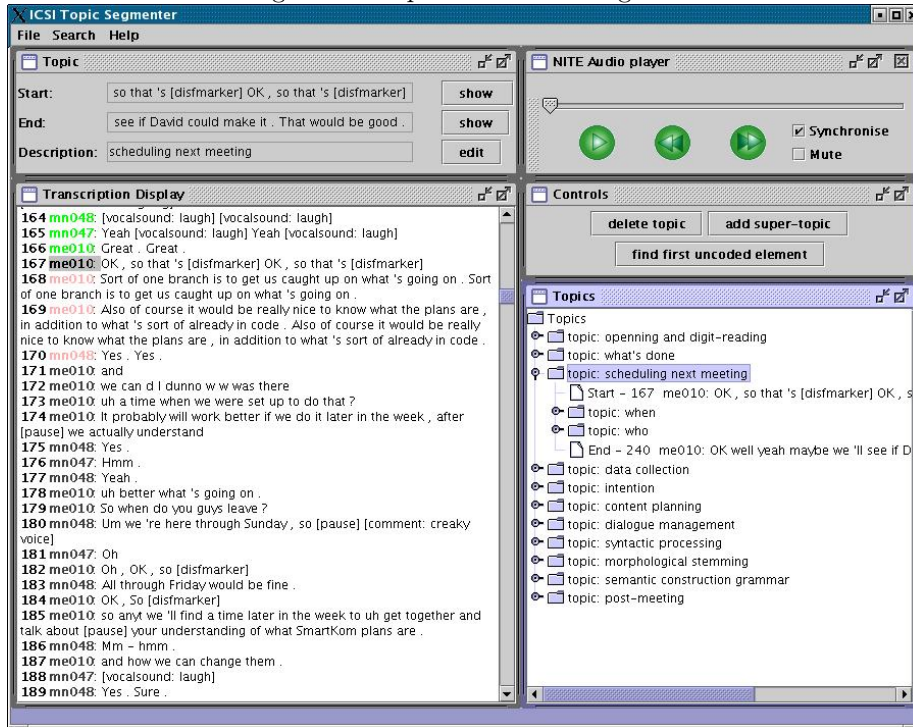 ICSI Topic Segmenter
File Search Help
Topic
Start: so that 's [disfmarker] OK , so that 's [disfmarker] show
End: see if David could make it . That would be good . show
Description: scheduling next meeting edit
NITE Audio player
Synchronise
Mute
Transcription Display
164 mn048: [vocalsound: laugh] [vocalsound: laugh]
165 mn047: Yeah [vocalsound: laugh] Yeah [vocalsound: laugh]
166 me010: Great . Great .
167 me010: OK , so that 's [disfmarker] OK , so that 's [disfmarker]
168 me010: Sort of one branch is to get us caught up on what 's going on . Sort
of one branch is to get us caught up on what 's going on .
169 me010: Also of course it would be really nice to know what the plans are ,
in addition to what 's sort of already in code . Also of course it would be really
nice to know what the plans are , in addition to what 's sort of already in code .
170 mn048: Yes . Yes .
171 me010: and
172 me010: we can d I dunno w w was there
173 me010: uh a time when we were set up to do that ?
174 me010: It probably will work better if we do it later in the week , after
[pause] we actually understand
175 mn048: Yes .
176 mn047: Hmm .
177 mn048: Yeah .
178 me010: uh better what 's going on .
179 me010: So when do you guys leave ?
180 mn048: Um we 're here through Sunday , so [pause] [comment: creaky
voice]
181 mn047: Oh
182 me010: Oh , OK , so [disfmarker]
183 mn048: All through Friday would be fine .
184 me010: OK , So [disfmarker]
185 me010: so anyt we 'll find a time later in the week to uh get together and
talk about [pause] your understanding of what SmartKom plans are .
186 mn048: Mm - hmm .
187 me010: and how we can change them .
188 mn047: [vocalsound: laugh]
189 mn048: Yes . Sure .
Controls
delete topic add super-topic
find first uncoded element
Topics
Topics
topic: openning and digit-reading
topic: what's done
topic: scheduling next meeting
Start - 167 me010: OK , so that 's [disfmarker] OK , s
topic: when
topic: who
End - 240 me010: OK well yeah maybe we 'll see if D
topic: data collection
topic: intention
topic: content planning
topic: dialogue management
topic: syntactic processing
topic: morphological stemming
topic: semantic construction grammar
topic: post-meeting